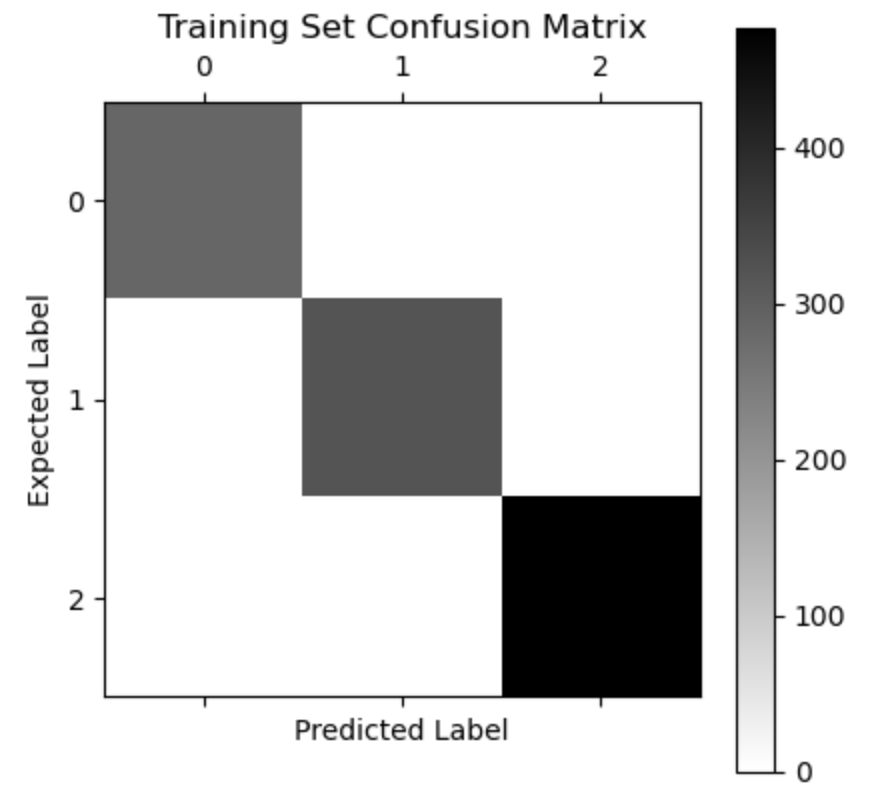 Training Set Confusion Matrix
0 1 2
0
1
2
Expected Label
Predicted Label
400
300
200
100
0